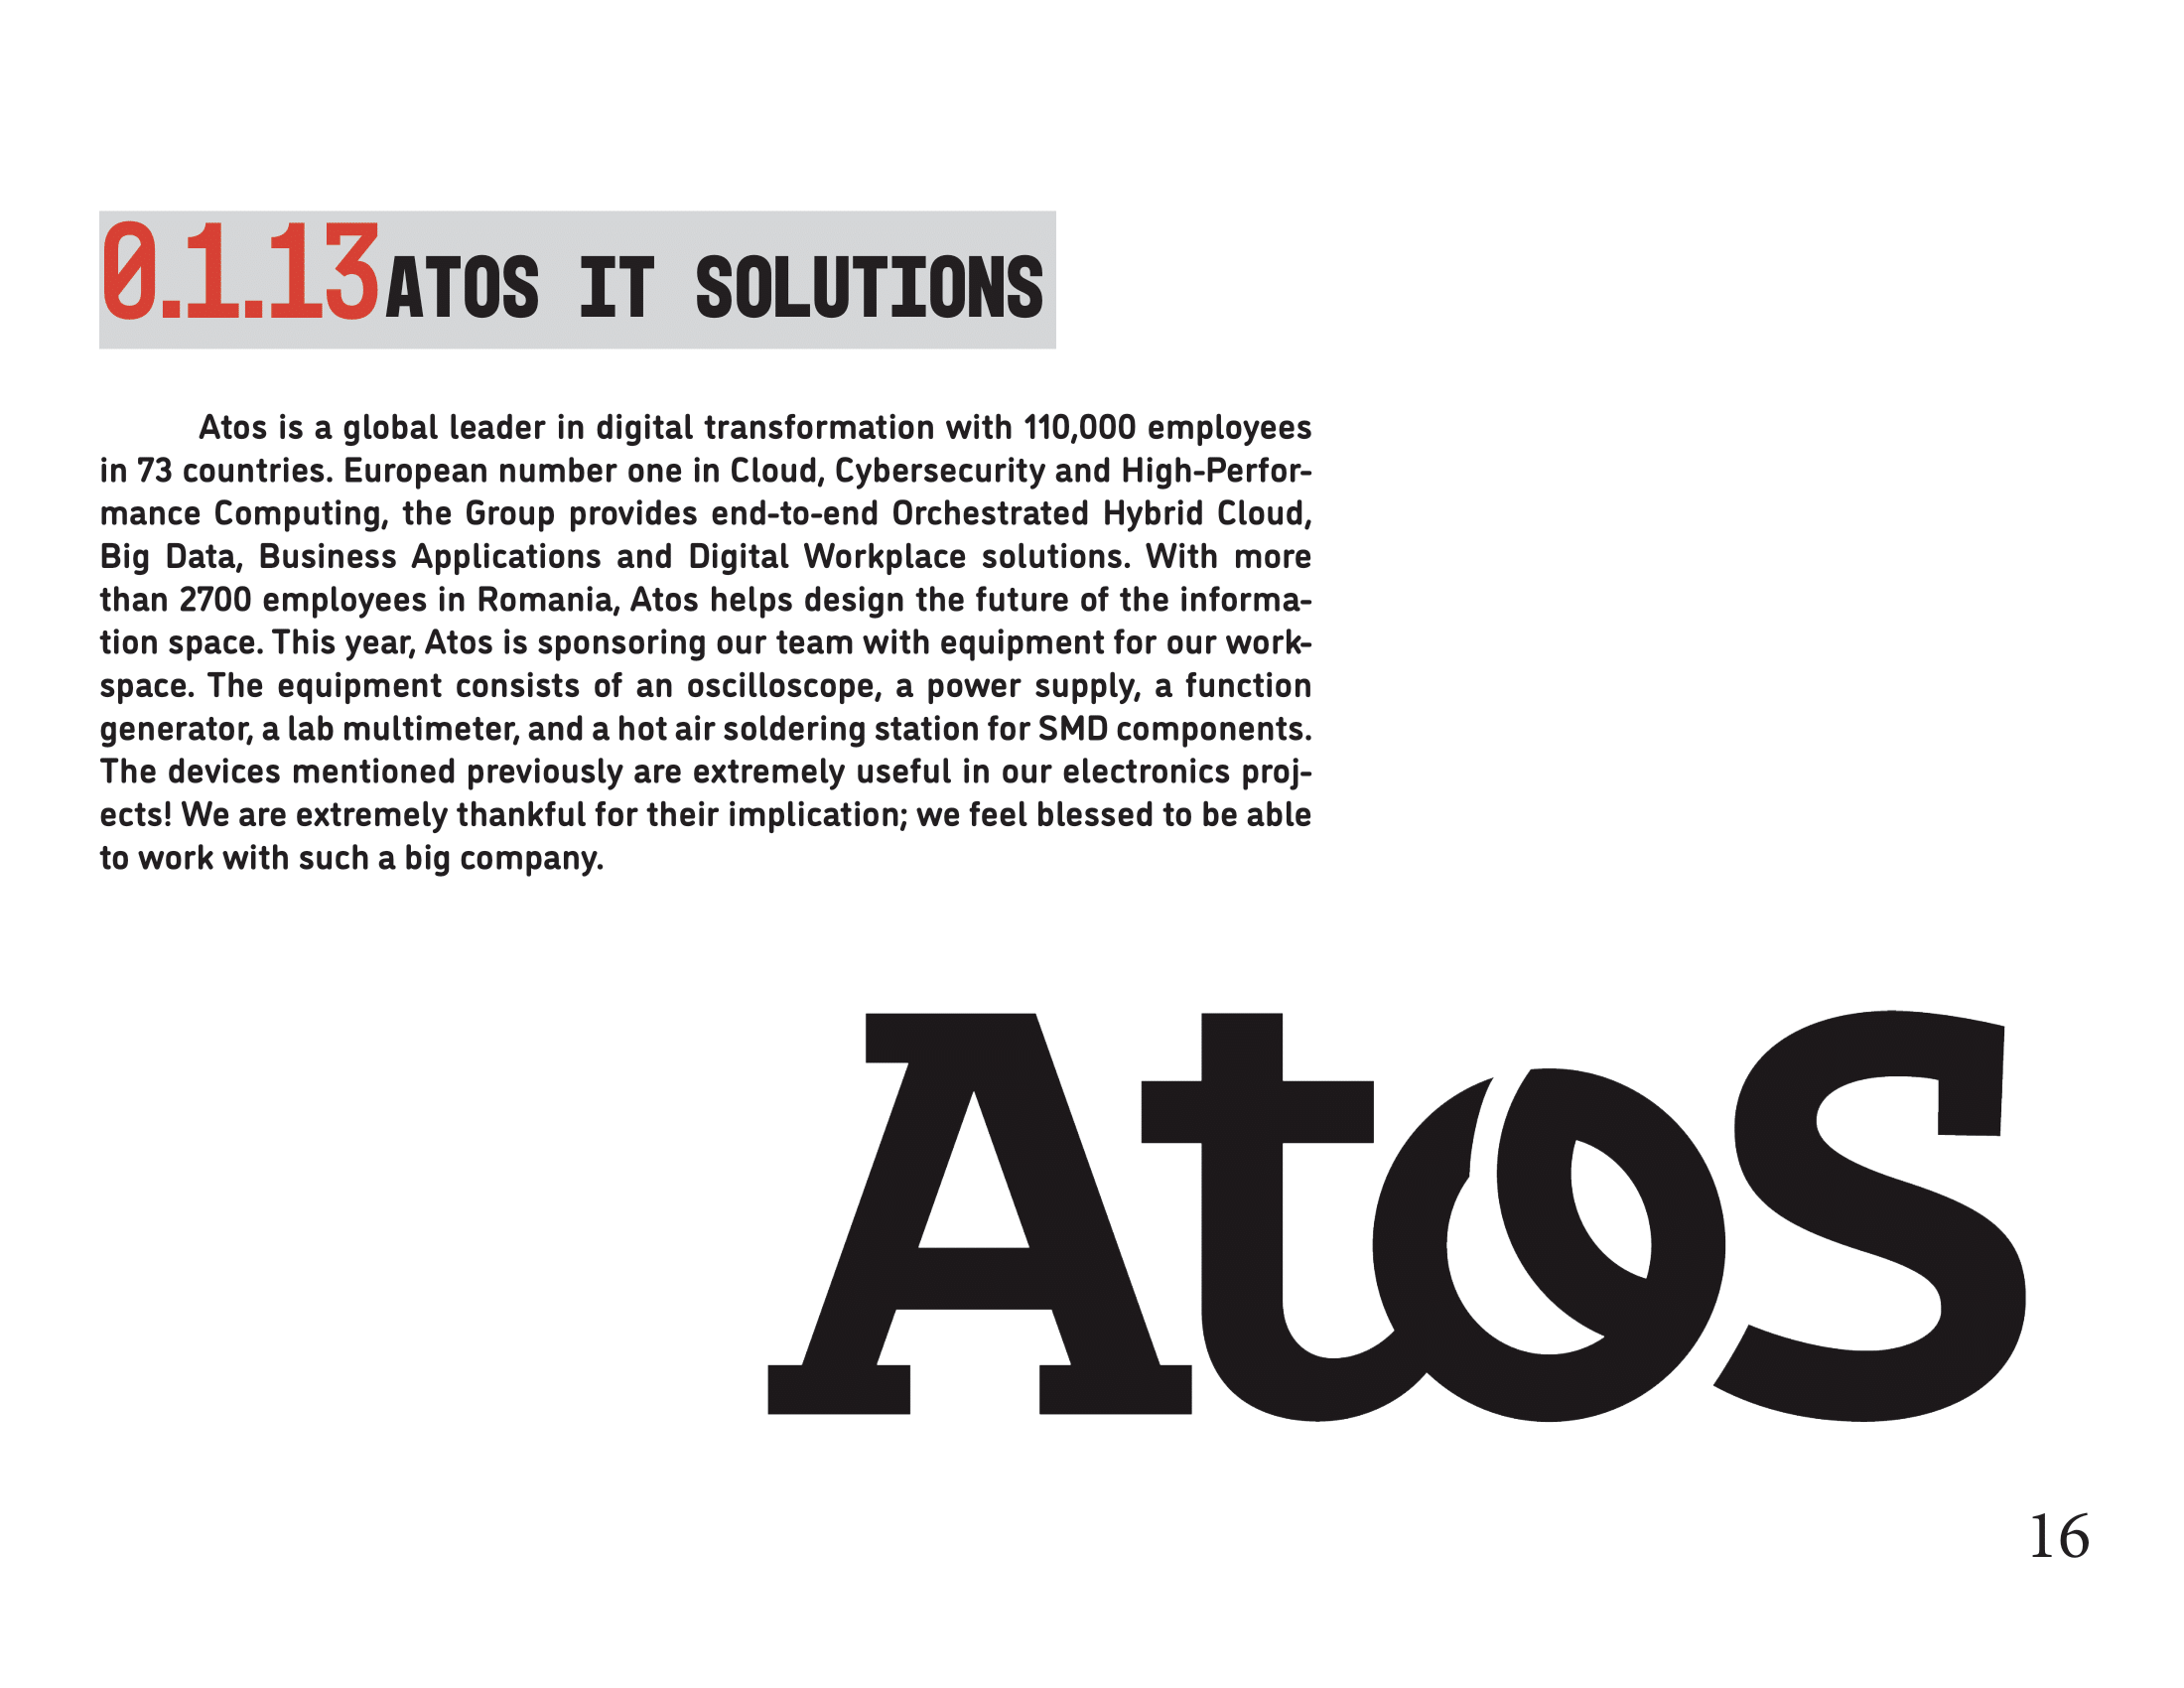 0.1.13 ATOS IT SOLUTIONS
Atos is a global leader in digital transformation with 110,000 employees
in 73 countries. European number one in Cloud, Cybersecurity and High-Perfor-
mance Computing, the Group provides end-to-end Orchestrated Hybrid Cloud,
Big Data, Business Applications and Digital Workplace solutions. With more
than 2700 employees in Romania, Atos helps design the future of the informa-
tion space. This year, Atos is sponsoring our team with equipment for our work-
space. The equipment consists of an oscilloscope, a power supply, a function
generator, a lab multimeter, and a hot air soldering station for SMD components.
The devices mentioned previously are extremely useful in our electronics proj-
ects! We are extremely thankful for their implication; we feel blessed to be able
to work with such a big company.
AtoS
16